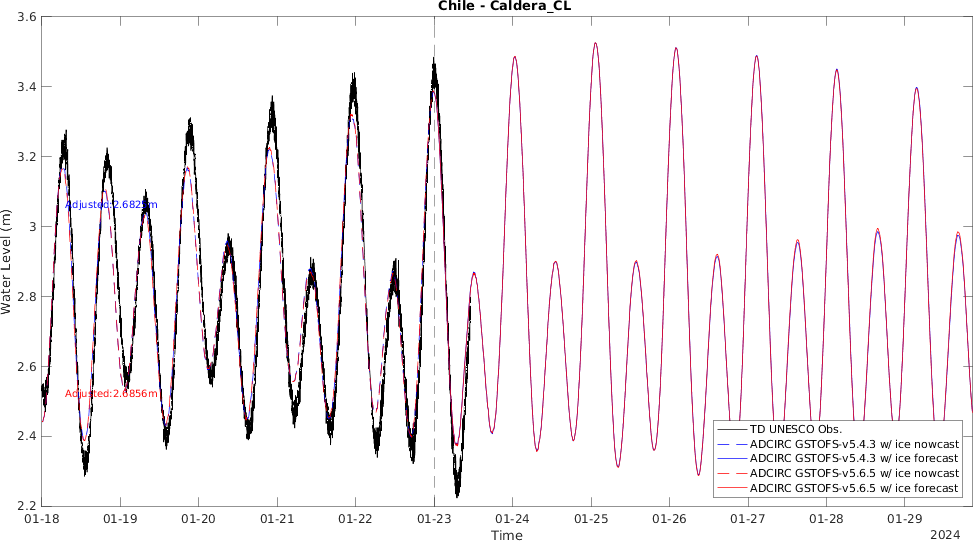 Chile - Caldera_CL
3.6
3.4
3.2
3
2.8
2.6
2.4
2.2
Water Level (m)
Adjusted:2.6829m
Adjusted:2.6856m
TD UNESCO Obs.
ADCIRC GSTOFS-v5.4.3 w/ ice nowcast
ADCIRC GSTOFS-v5.4.3 w/ ice forecast
ADCIRC GSTOFS-v5.6.5 w/ ice nowcast
ADCIRC GSTOFS-v5.6.5 w/ ice forecast
01-18 01-19 01-20 01-21 01-22 01-23 01-24 01-25 01-26 01-27 01-28 01-29
Time
2024